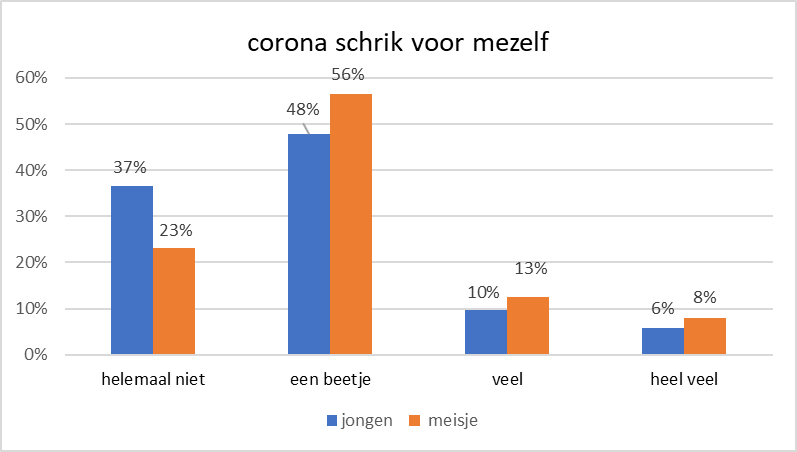 corona schrik voor mezelf
60%
50%
40%
30%
20%
10%
0%
37%
23%
48%
56%
10%
13%
6%
8%
helemaal niet
een beetje
veel
heel veel
jongen meisje